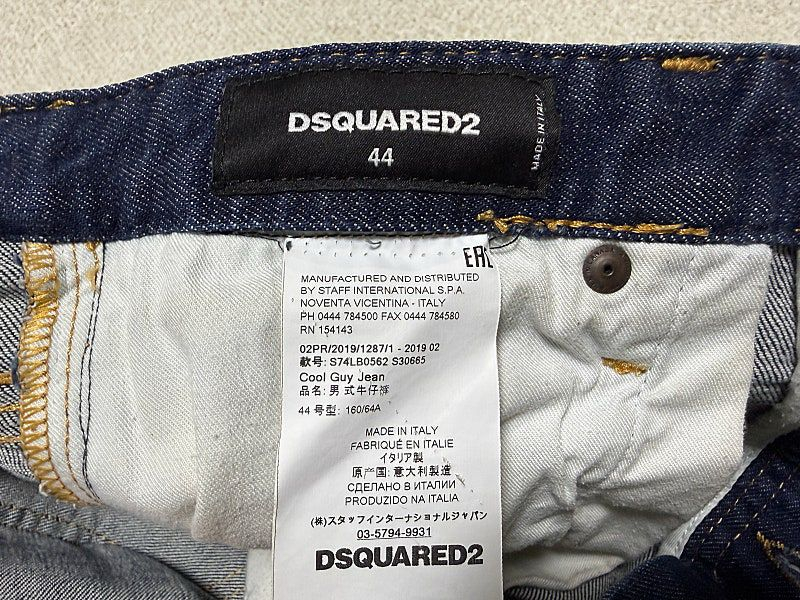 DSQUARED2
44
MADE IN ITALY
EAC
MANUFACTURED AND DISTRIBUTED
BY STAFF INTERNATIONAL S.P.A.
NOVENTA VICENTINA - ITALY
PH 0444 784500 FAX 0444 784580
RN 154143
02PR/2019/1287/1 - 2019 02
款号: S74LB0562 S30665
Cool Guy Jean
品名: 男 式牛仔裤
44 号型: 160/64A
MADE IN ITALY
FABRIQUÉ EN ITALIE
イタリア製
原产国: 意大利製造
СДЕЛАНО В ИТАЛИИ
PRODUZIDO NA ITALIA
(株)スタッフインターナショナルジャパン
03-5794-9931
DSQUARED2